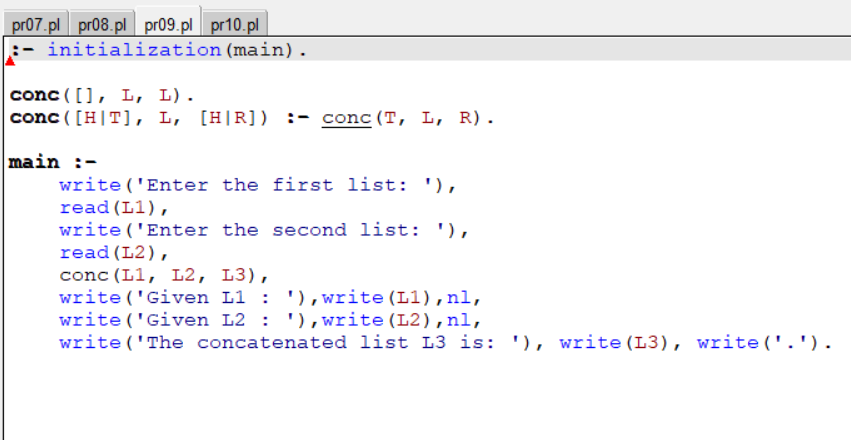 pr07.pl pr08.pl pr09.pl pr10.pl
:- initialization(main).
conc([], L, L).
conc([H|T], L, [H|R]) :- conc(T, L, R).
main :-
    write('Enter the first list: '),
    read(L1),
    write('Enter the second list: '),
    read(L2),
    conc(L1, L2, L3),
    write('Given L1 : '),write(L1),nl,
    write('Given L2 : '),write(L2),nl,
    write('The concatenated list L3 is: '), write(L3), write('.').